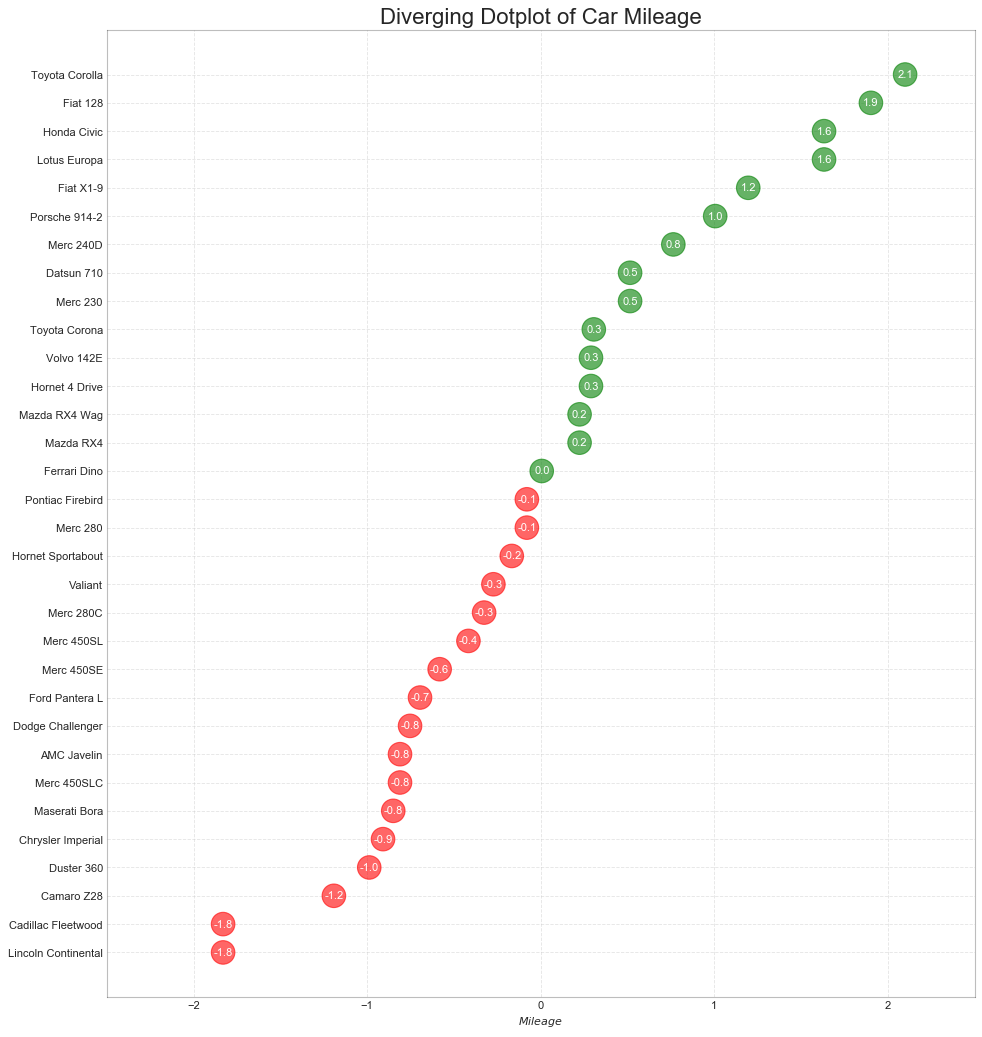 Diverging Dotplot of Car Mileage
Toyota Corolla 2.1
Fiat 128 1.9
Honda Civic 1.6
Lotus Europa 1.6
Fiat X1-9 1.2
Porsche 914-2 1.0
Merc 240D 0.8
Datsun 710 0.5
Merc 230 0.5
Toyota Corona 0.3
Volvo 142E 0.3
Hornet 4 Drive 0.3
Mazda RX4 Wag 0.2
Mazda RX4 0.2
Ferrari Dino 0.0
Pontiac Firebird -0.1
Merc 280 -0.1
Hornet Sportabout -0.2
Valiant -0.3
Merc 280C -0.3
Merc 450SL -0.4
Merc 450SE -0.6
Ford Pantera L -0.7
Dodge Challenger -0.8
AMC Javelin -0.8
Merc 450SLC -0.8
Maserati Bora -0.8
Chrysler Imperial -0.9
Duster 360 -1.0
Camaro Z28 -1.2
Cadillac Fleetwood -1.8
Lincoln Continental -1.8
−2 −1 0 1 2
Mileage